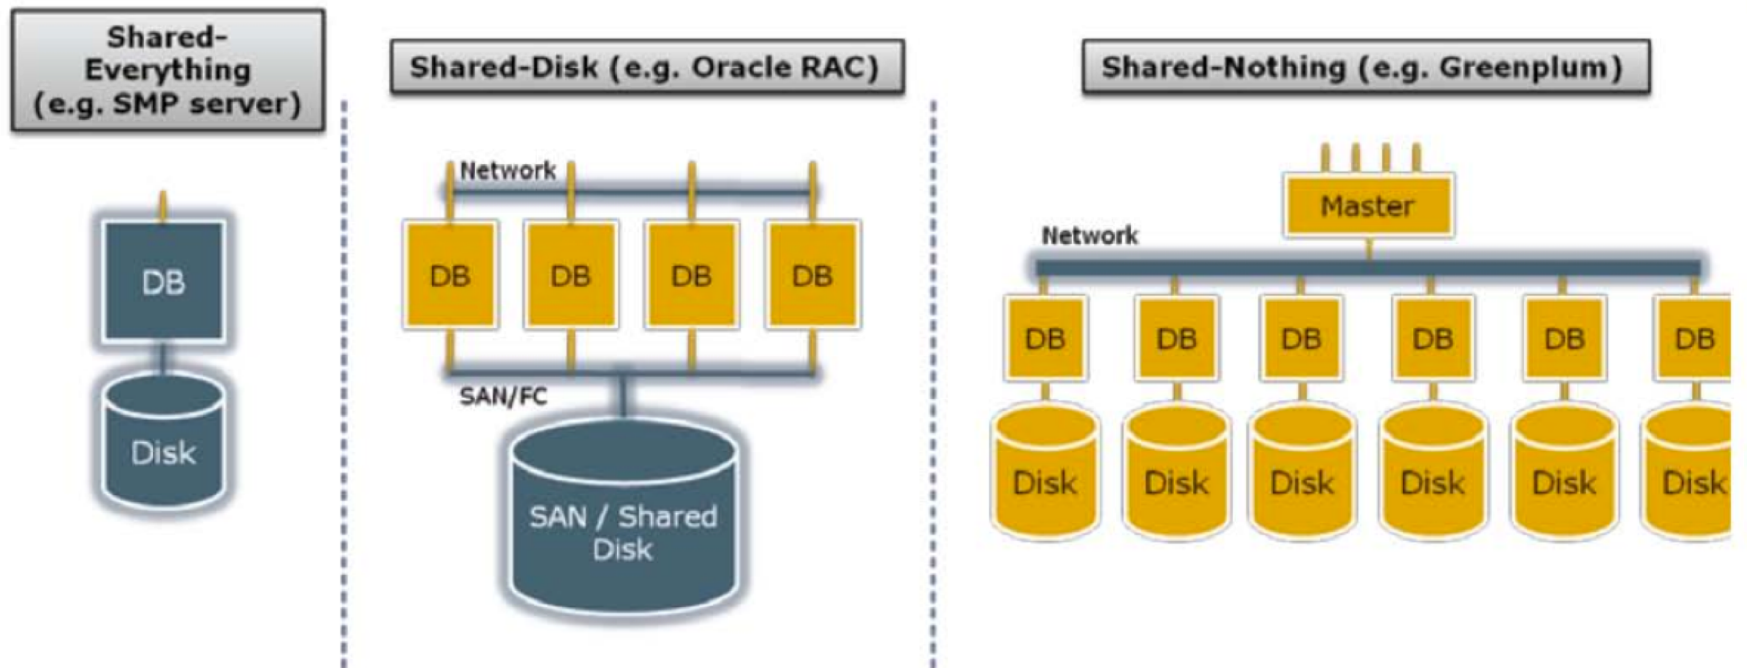 Shared-
Everything
(e.g. SMP server)
DB
Disk
Shared-Disk (e.g. Oracle RAC)
Network
DB DB DB DB
SAN/FC
SAN / Shared
Disk
Shared-Nothing (e.g. Greenplum)
Master
Network
DB DB DB DB DB DB
Disk Disk Disk Disk Disk Disk